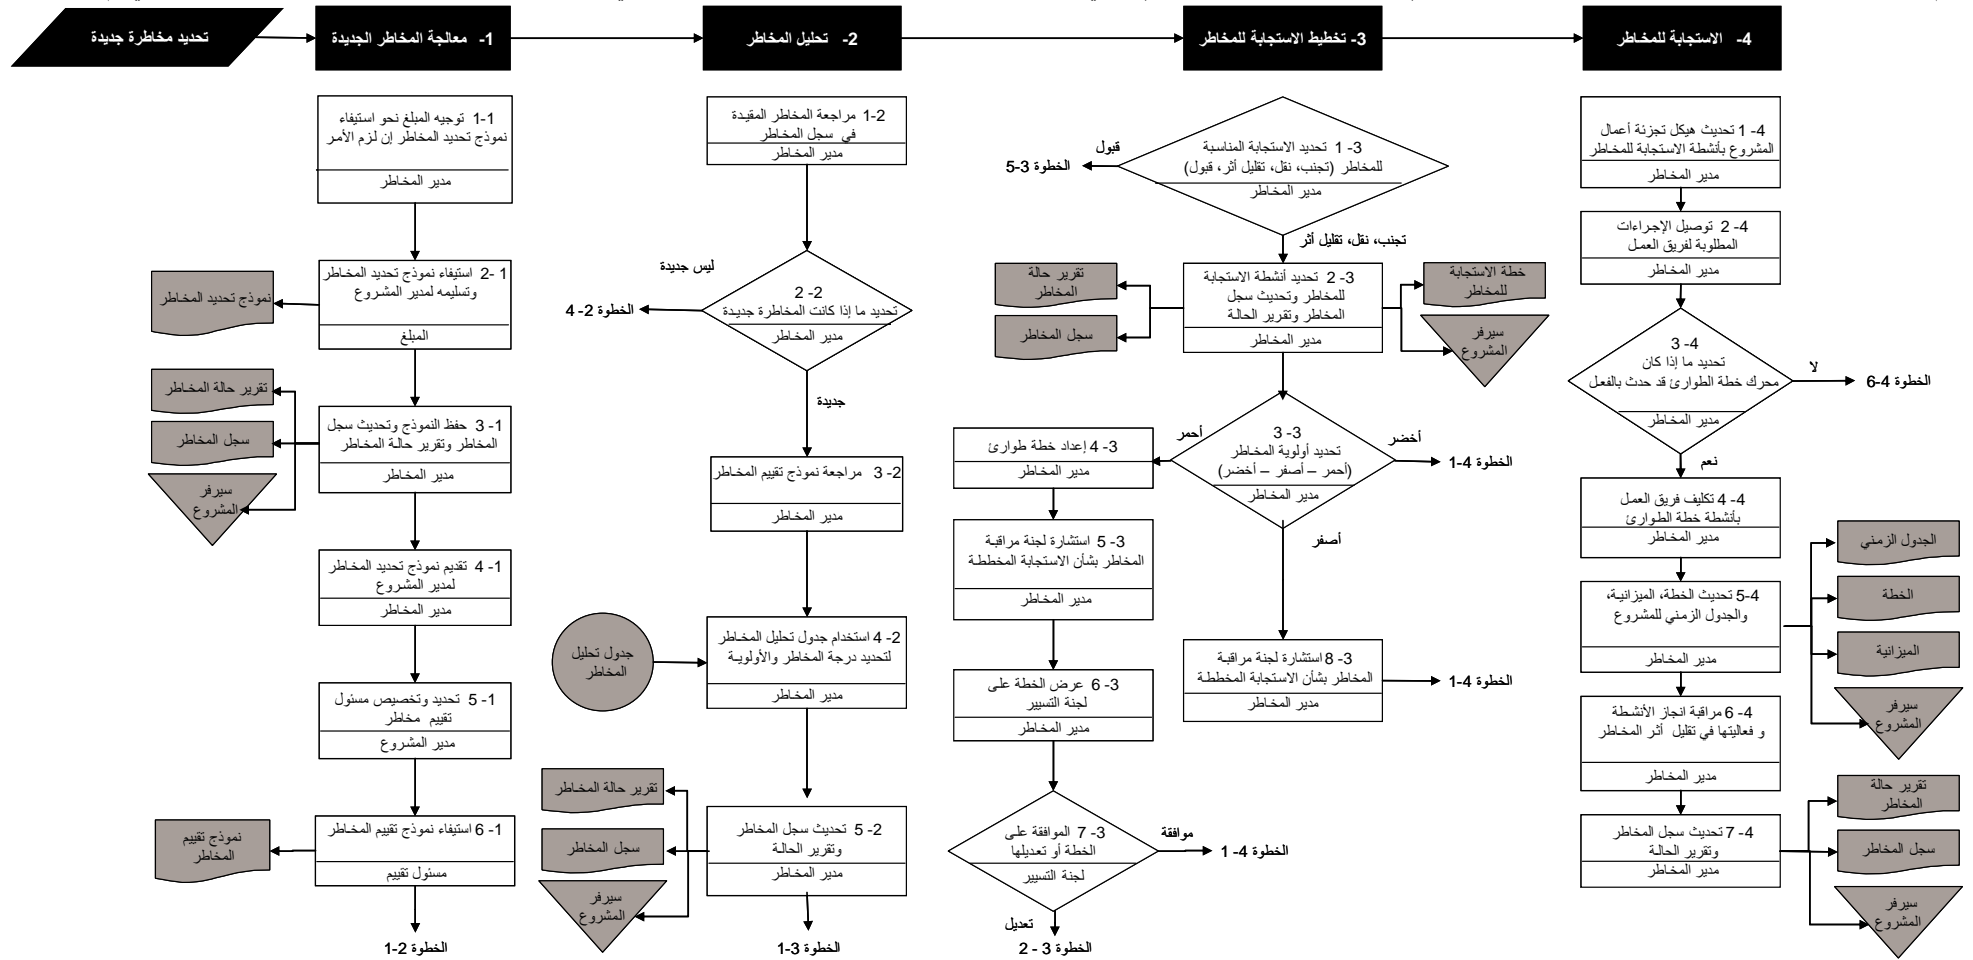 تحديد مخاطرة جديدة
1- معالجة المخاطر الجديدة
2- تحليل المخاطر
3- تخطيط الاستجابة للمخاطر
4- الاستجابة للمخاطر
1-1 توجيه المبلغ نحو استيفاء
نموذج تحديد المخاطر إن لزم الأمر
مدير المخاطر
1- 2 استيفاء نموذج تحديد المخاطر
وتسليمه لمدير المشروع
المبلغ
نموذج تحديد المخاطر
1- 3 حفظ النموذج وتحديث سجل
المخاطر وتقرير حالة المخاطر
مدير المخاطر
تقرير حالة المخاطر
سجل المخاطر
سيرفر
المشروع
1- 4 تقديم نموذج تحديد المخاطر
لمدير المشروع
مدير المخاطر
1- 5 تحديد وتخصيص مسئول
تقييم مخاطر
مدير المشروع
1- 6 استيفاء نموذج تقييم المخاطر
مسئول تقييم
نموذج تقييم
المخاطر
الخطوة 2-1
2-1 مراجعة المخاطر المقيدة
في سجل المخاطر
مدير المخاطر
2- 2
تحديد ما إذا كانت المخاطرة جديدة
مدير المخاطر
ليس جديدة
الخطوة 2- 4
جديدة
2- 3 مراجعة نموذج تقييم المخاطر
مدير المخاطر
2- 4 استخدام جدول تحليل المخاطر
لتحديد درجة المخاطر والأولوية
مدير المخاطر
جدول تحليل
المخاطر
2- 5 تحديث سجل المخاطر
وتقرير الحالة
مدير المخاطر
تقرير حالة المخاطر
سجل المخاطر
سيرفر
المشروع
الخطوة 3-1
3- 1 تحديد الاستجابة المناسبة
للمخاطر (تجنب، نقل، تقليل أثر، قبول)
مدير المخاطر
قبول
الخطوة 3-5
تجنب، نقل، تقليل أثر
3- 2 تحديد أنشطة الاستجابة
للمخاطر وتحديث سجل
المخاطر وتقرير الحالة
مدير المخاطر
تقرير حالة
المخاطر
سجل المخاطر
خطة الاستجابة
للمخاطر
سيرفر
المشروع
3- 3
تحديد أولوية المخاطر
(أحمر – أصفر – أخضر)
مدير المخاطر
أحمر
أخضر
الخطوة 4-1
أصفر
3- 4 إعداد خطة طوارئ
مدير المخاطر
3- 5 استشارة لجنة مراقبة
المخاطر بشأن الاستجابة المخططة
مدير المخاطر
3- 6 عرض الخطة على
لجنة التسيير
مدير المخاطر
3- 7 الموافقة على
الخطة أو تعديلها
لجنة التسيير
موافقة
الخطوة 4- 1
تعديل
الخطوة 3 - 2
3- 8 استشارة لجنة مراقبة
المخاطر بشأن الاستجابة المخططة
مدير المخاطر
الخطوة 4-1
4- 1 تحديث هيكل تجزئة أعمال
المشروع بأنشطة الاستجابة للمخاطر
مدير المخاطر
4- 2 توصيل الإجراءات
المطلوبة لفريق العمل
مدير المخاطر
4- 3
تحديد ما إذا كان
محرك خطة الطوارئ قد حدث بالفعل
مدير المخاطر
لا
الخطوة 4-6
نعم
4- 4 تكليف فريق العمل
بأنشطة خطة الطوارئ
مدير المخاطر
4-5 تحديث الخطة، الميزانية،
والجدول الزمني للمشروع
مدير المخاطر
الجدول الزمني
الخطة
الميزانية
سيرفر
المشروع
4- 6 مراقبة انجاز الأنشطة
و فعاليتها في تقليل أثر المخاطر
مدير المخاطر
4- 7 تحديث سجل المخاطر
وتقرير الحالة
مدير المخاطر
تقرير حالة
المخاطر
سجل المخاطر
سيرفر
المشروع